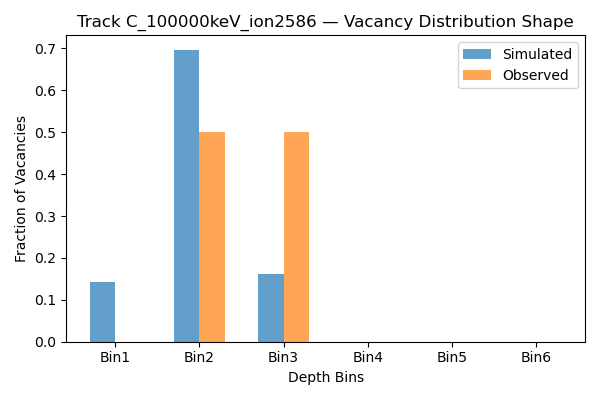 Track C_100000keV_ion2586 — Vacancy Distribution Shape
Simulated
Observed
Fraction of Vacancies
0.7
0.6
0.5
0.4
0.3
0.2
0.1
0.0
Bin1 Bin2 Bin3 Bin4 Bin5 Bin6
Depth Bins